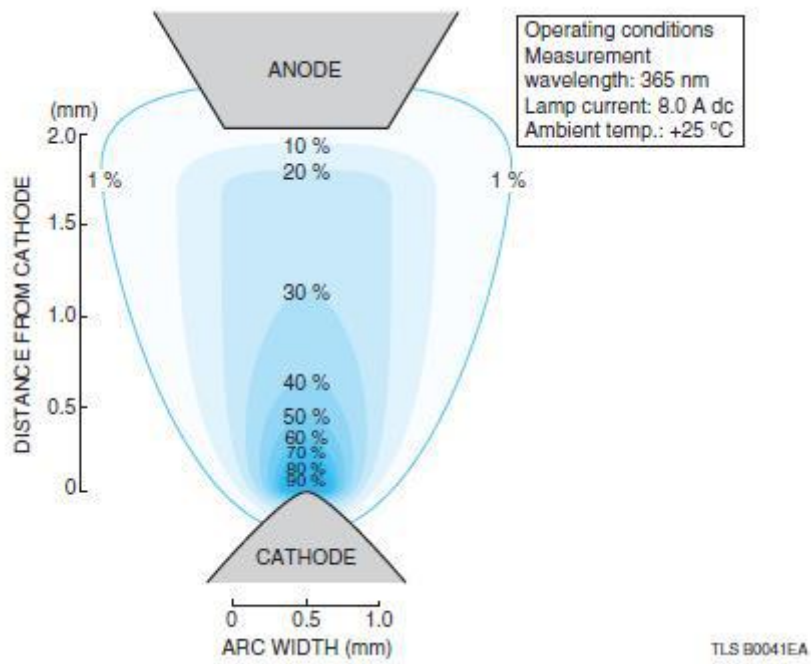 Operating conditions
Measurement
wavelength: 365 nm
Lamp current: 8.0 A dc
Ambient temp.: +25 °C
ANODE
(mm)
2.0
1.5
1.0
0.5
0
DISTANCE FROM CATHODE
1 %
1 %
10 %
20 %
30 %
40 %
50 %
60 %
70 %
80 %
90 %
CATHODE
0 0.5 1.0
ARC WIDTH (mm)
TLS B0041EA